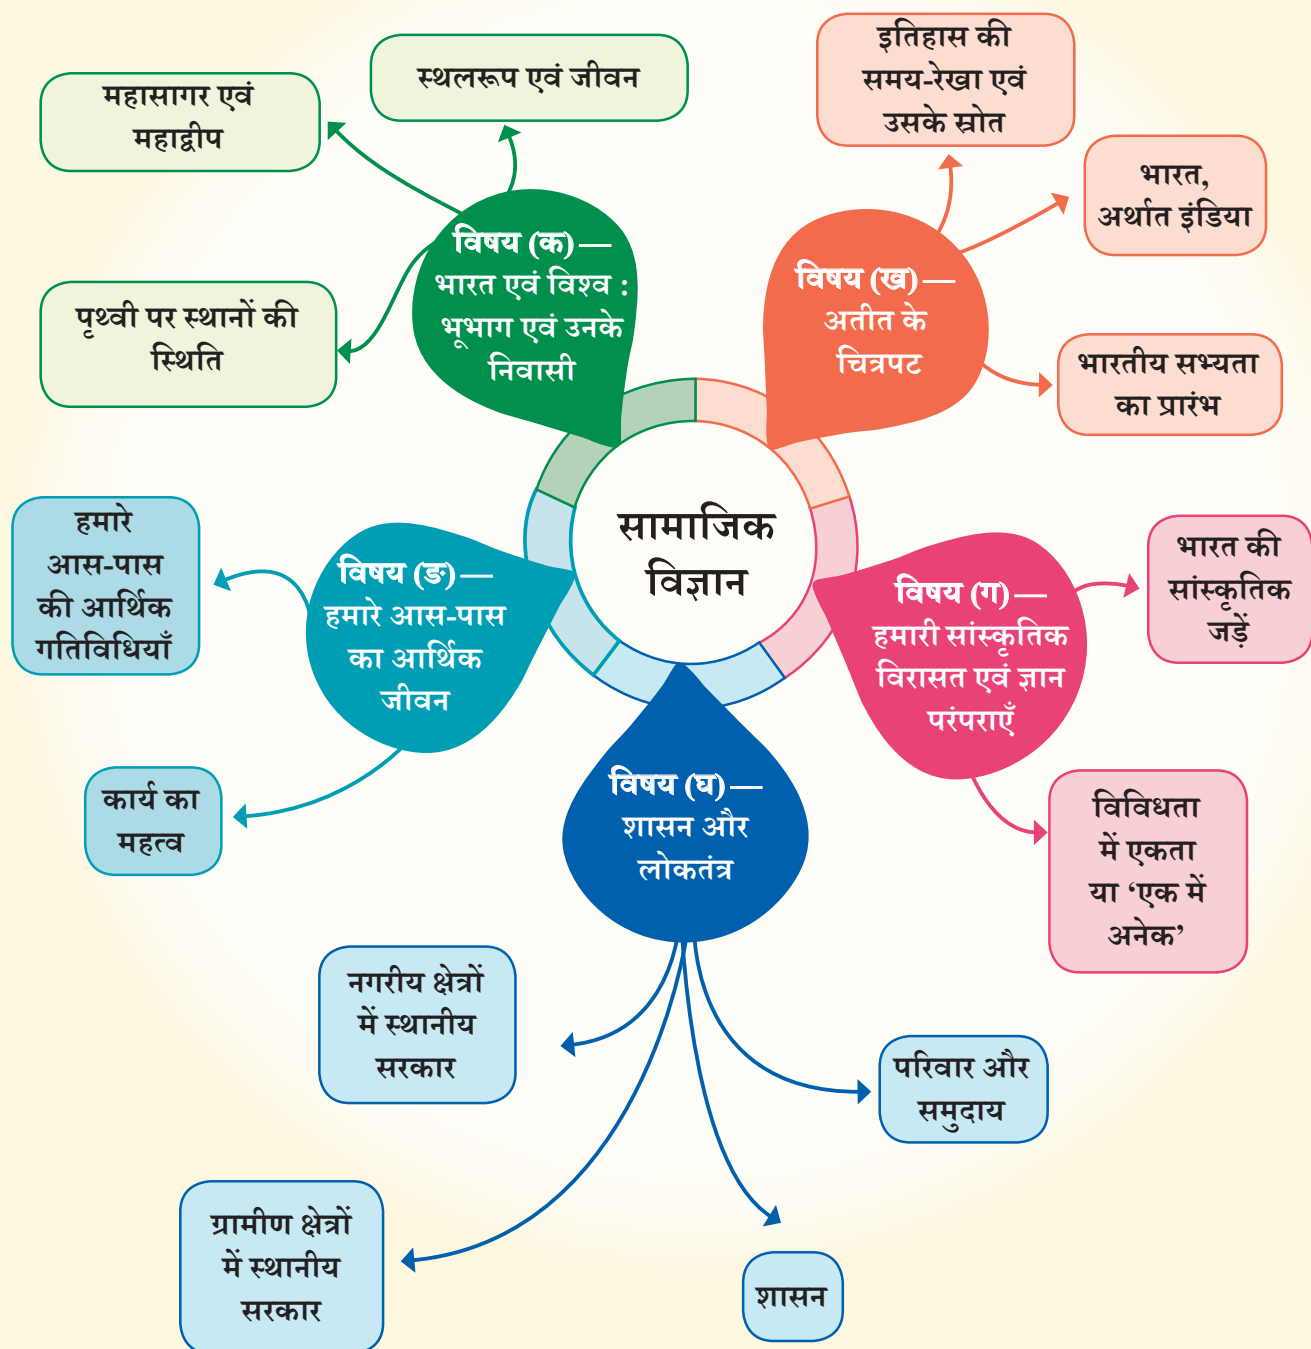 सामाजिक
विज्ञान
विषय (क) —
भारत एवं विश्व :
भूभाग एवं उनके
निवासी
स्थलरूप एवं जीवन
महासागर एवं
महाद्वीप
पृथ्वी पर स्थानों की
स्थिति
विषय (ख) —
अतीत के
चित्रपट
इतिहास की
समय-रेखा एवं
उसके स्रोत
भारत,
अर्थात इंडिया
भारतीय सभ्यता
का प्रारंभ
विषय (ग) —
हमारी सांस्कृतिक
विरासत एवं ज्ञान
परंपराएँ
भारत की
सांस्कृतिक
जड़ें
विविधता
में एकता
या ‘एक में
अनेक’
विषय (घ) —
शासन और
लोकतंत्र
परिवार और
समुदाय
शासन
ग्रामीण क्षेत्रों
में स्थानीय
सरकार
नगरीय क्षेत्रों
में स्थानीय
सरकार
विषय (ङ) —
हमारे आस-पास
का आर्थिक
जीवन
कार्य का
महत्व
हमारे
आस-पास
की आर्थिक
गतिविधियाँ